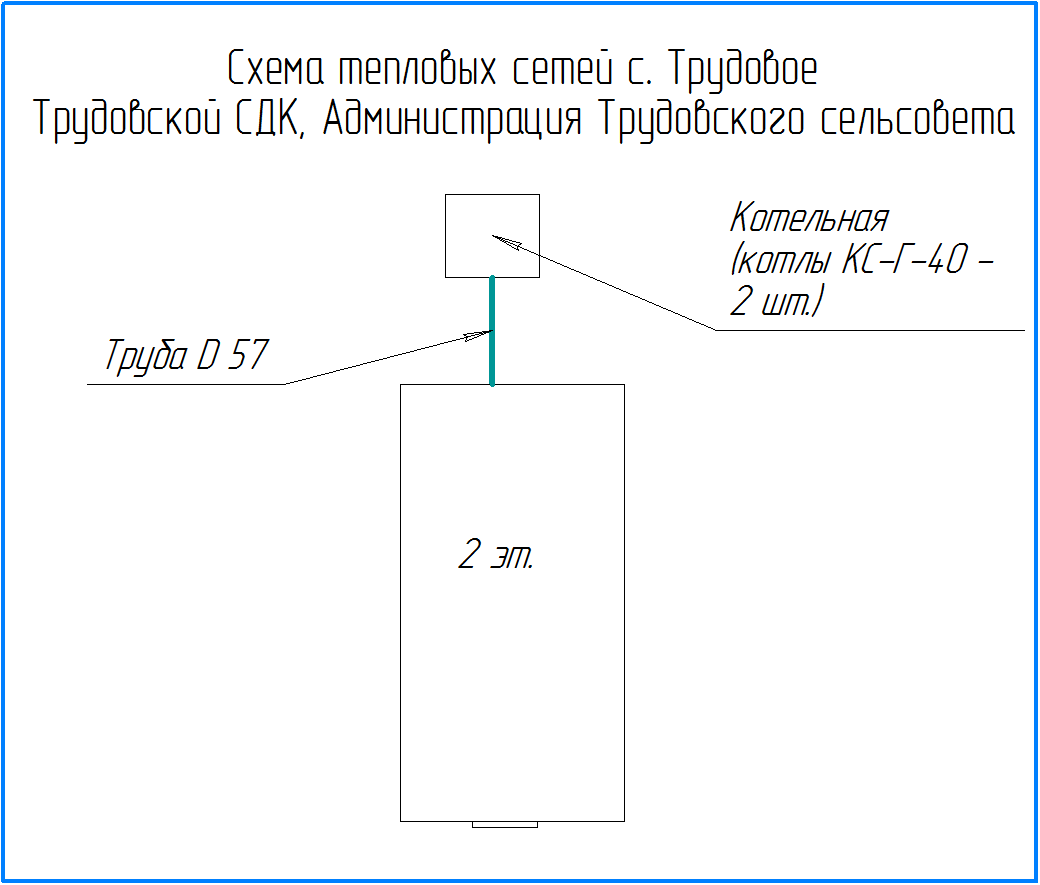 Схема тепловых сетей с. Трудовое
Трудовской СДК, Администрация Трудовского сельсовета
Котельная
(котлы КС-Г-40 -
2 шт.)
Труба D 57
2 эт.